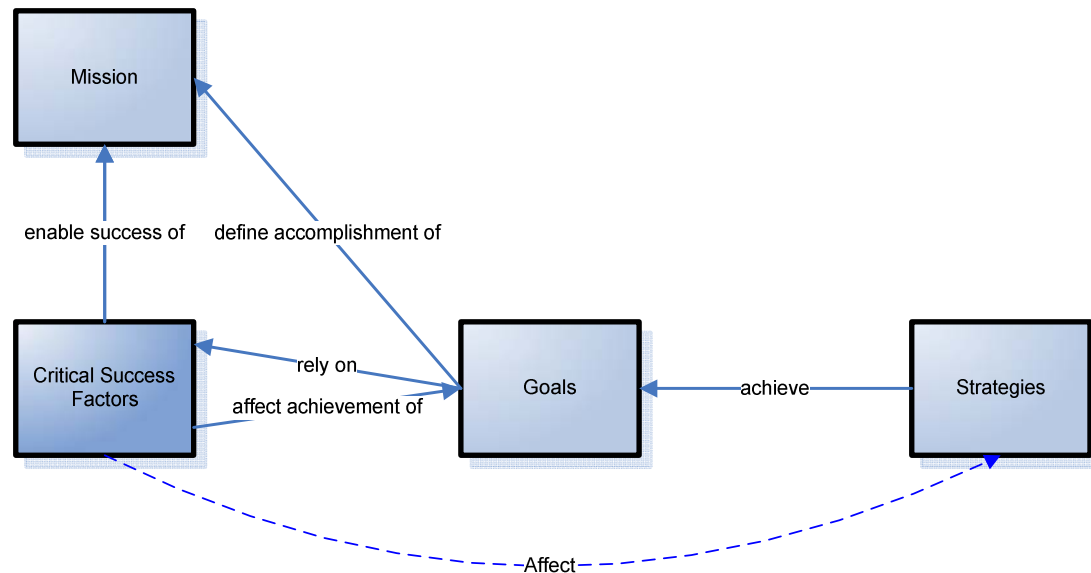 Mission
enable success of
define accomplishment of
Critical Success
Factors
rely on
affect achievement of
Goals
achieve
Strategies
Affect